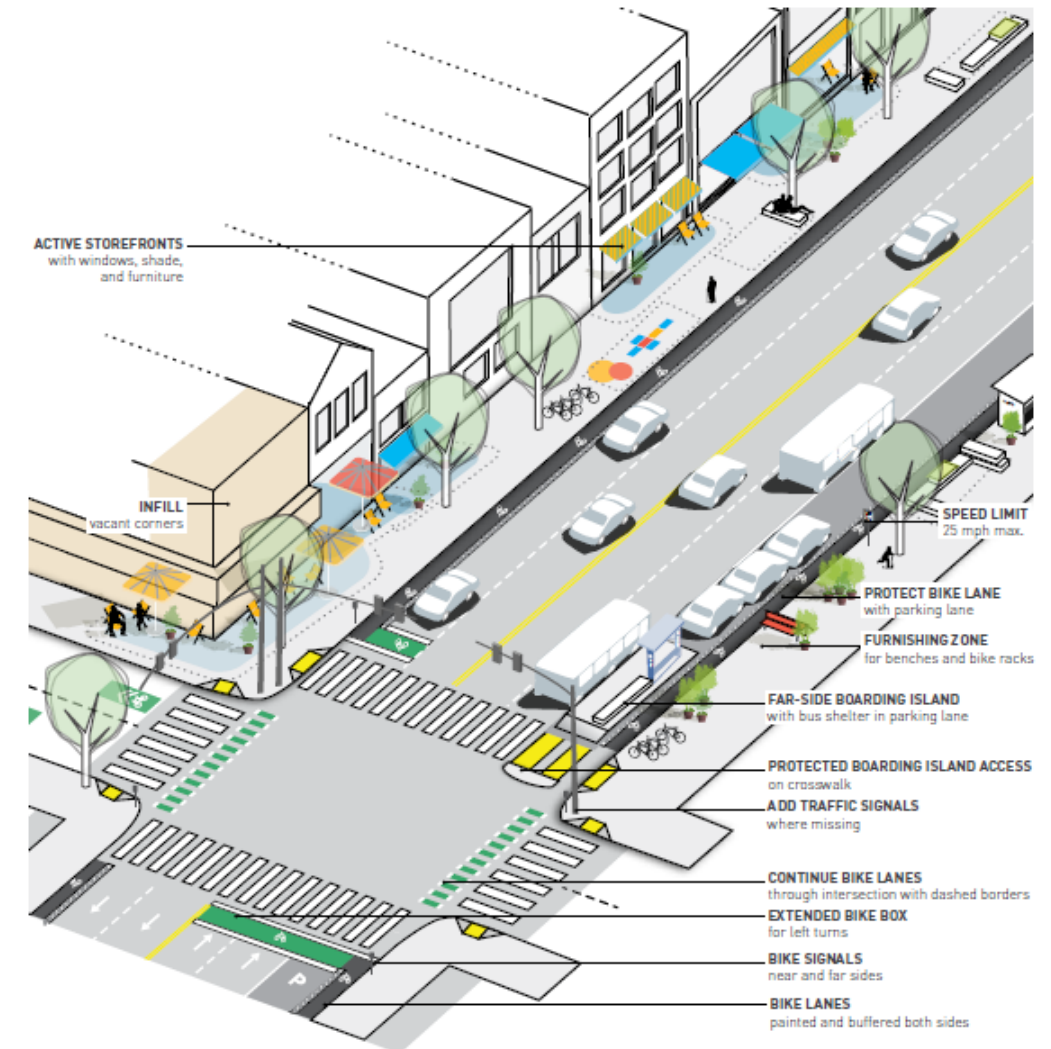 ACTIVE STOREFRONTS
with windows, shade,
and furniture
INFILL
vacant corners
SPEED LIMIT
25 mph max.
PROTECT BIKE LANE
with parking lane
FURNISHING ZONE
for benches and bike racks
FAR-SIDE BOARDING ISLAND
with bus shelter in parking lane
PROTECTED BOARDING ISLAND ACCESS
on crosswalk
ADD TRAFFIC SIGNALS
where missing
CONTINUE BIKE LANES
through intersection with dashed borders
EXTENDED BIKE BOX
for left turns
BIKE SIGNALS
near and far sides
P
BIKE LANES
painted and buffered both sides